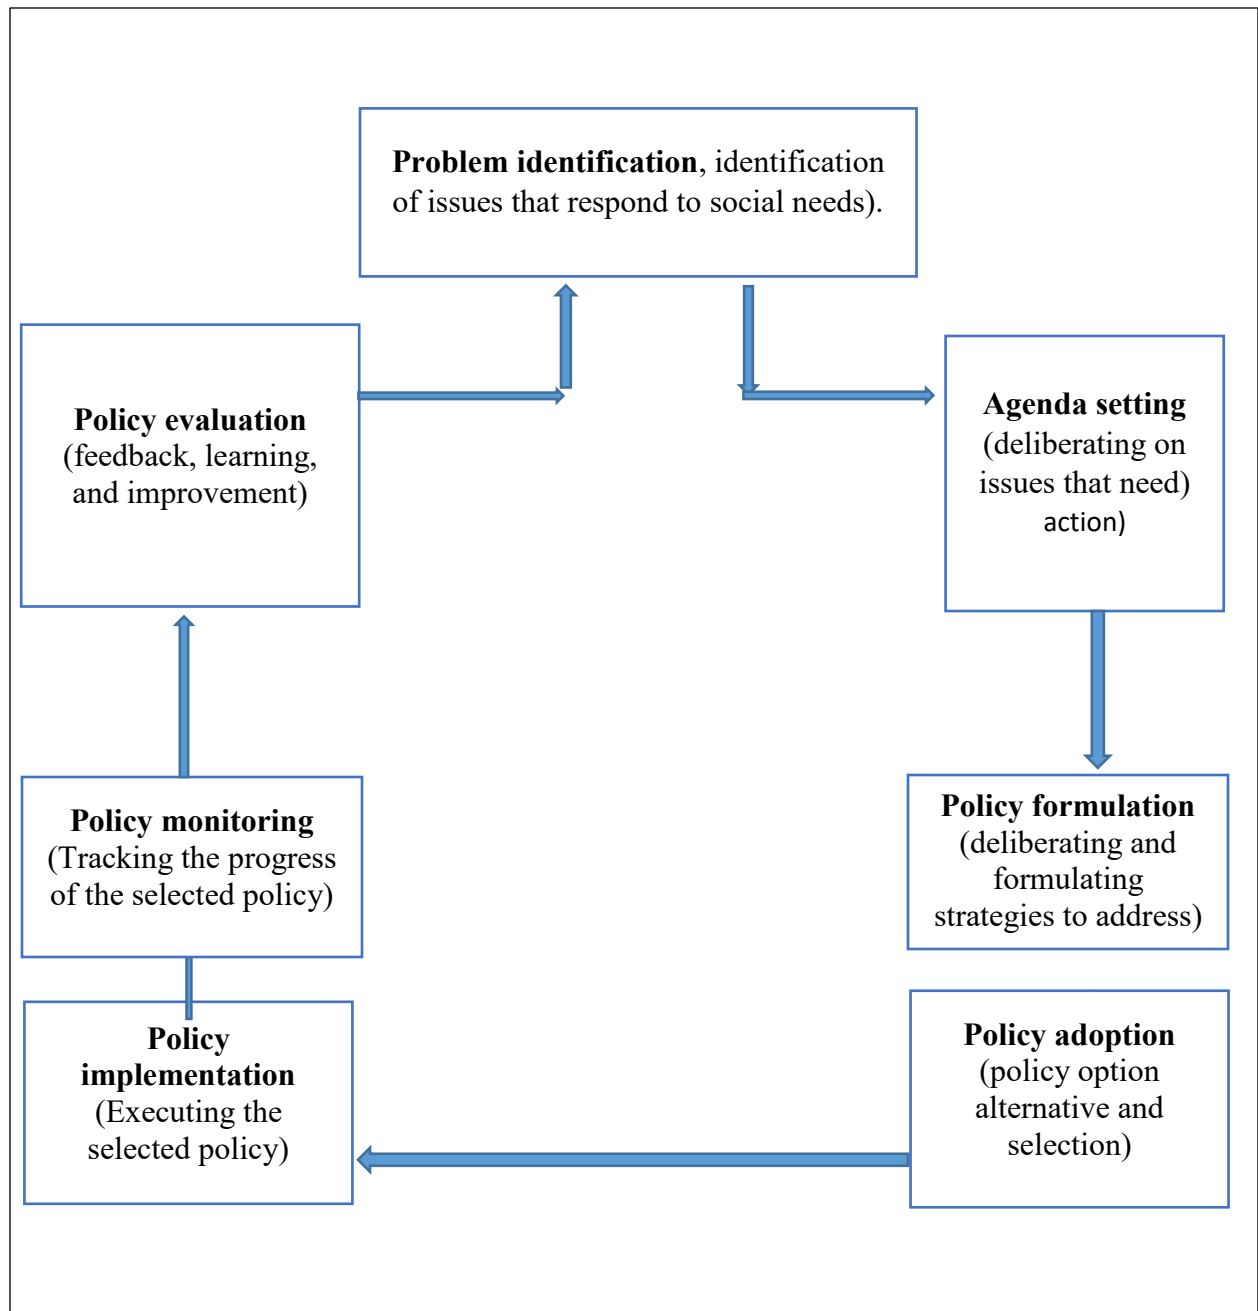 Problem identification, identification
of issues that respond to social needs).
Agenda setting
(deliberating on
issues that need)
action)
Policy formulation
(deliberating and
formulating
strategies to address)
Policy adoption
(policy option
alternative and
selection)
Policy
implementation
(Executing the
selected policy)
Policy monitoring
(Tracking the progress
of the selected policy)
Policy evaluation
(feedback, learning,
and improvement)